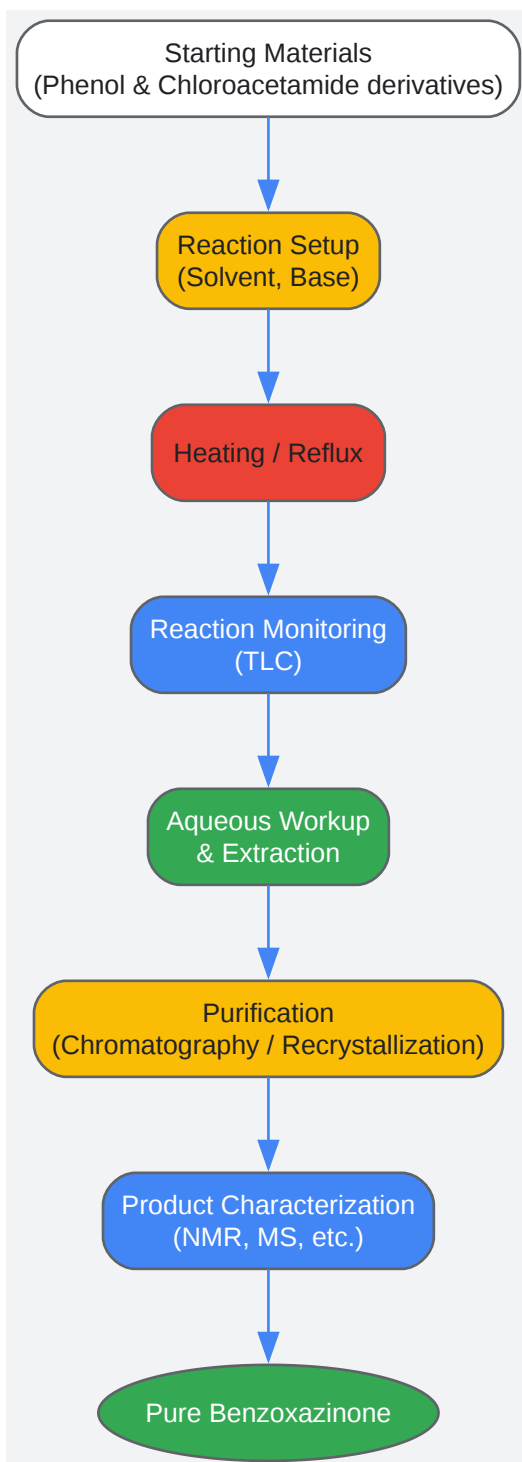 Starting Materials
(Phenol & Chloroacetamide derivatives)
Reaction Setup
(Solvent, Base)
Heating / Reflux
Reaction Monitoring
(TLC)
Aqueous Workup
& Extraction
Purification
(Chromatography / Recrystallization)
Product Characterization
(NMR, MS, etc.)
Pure Benzoxazinone